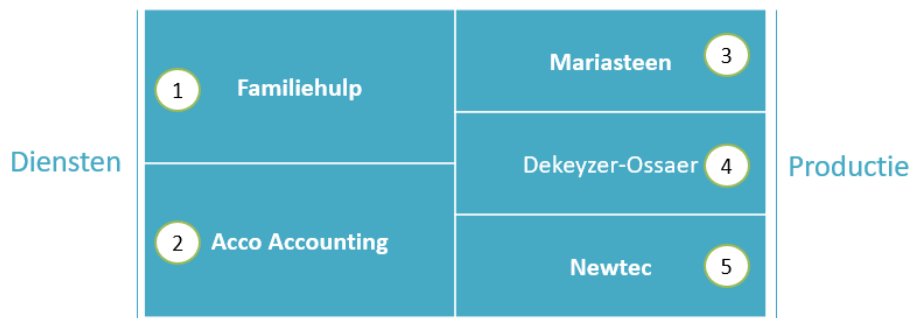 Diensten
1
Familiehulp
2
Acco Accounting
Mariasteen
3
Dekeyzer-Ossaer
4
Newtec
5
Productie